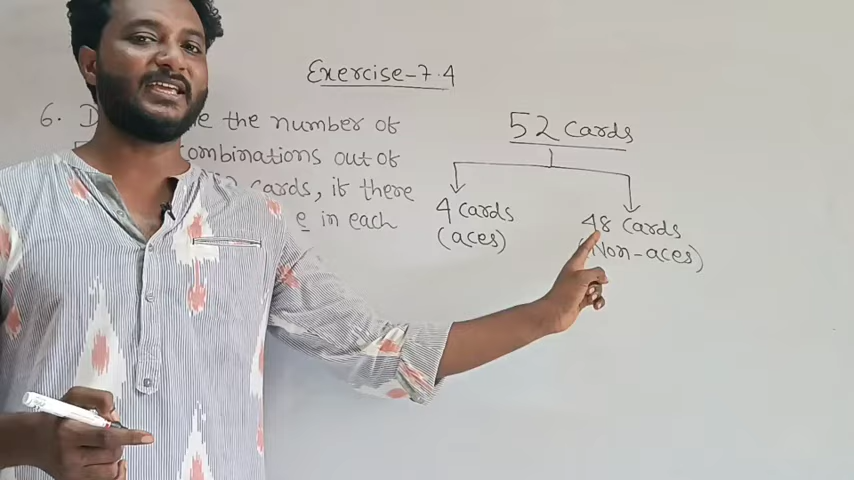 Exercise-7.4
6. D the number of
Combinations out of
cards, if there
e in each
52 Cards
4 Cards
48 Cards
(aces)
(Non-aces)